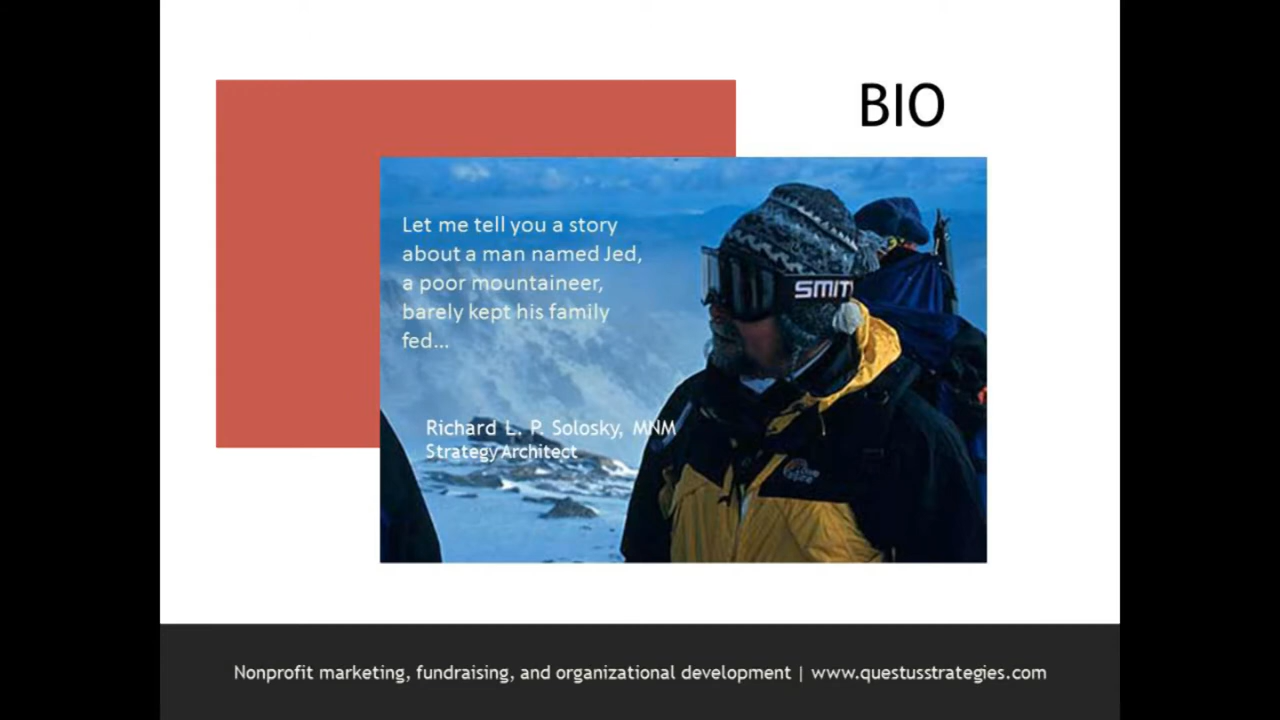 BIO
Let me tell you a story
about a man named Jed,
a poor mountaineer,
barely kept his family
fed...
SMITH
Richard L. P. Solosky, MNM
Strategy Architect
Nonprofit marketing, fundraising, and organizational development | www.questusstrategies.com